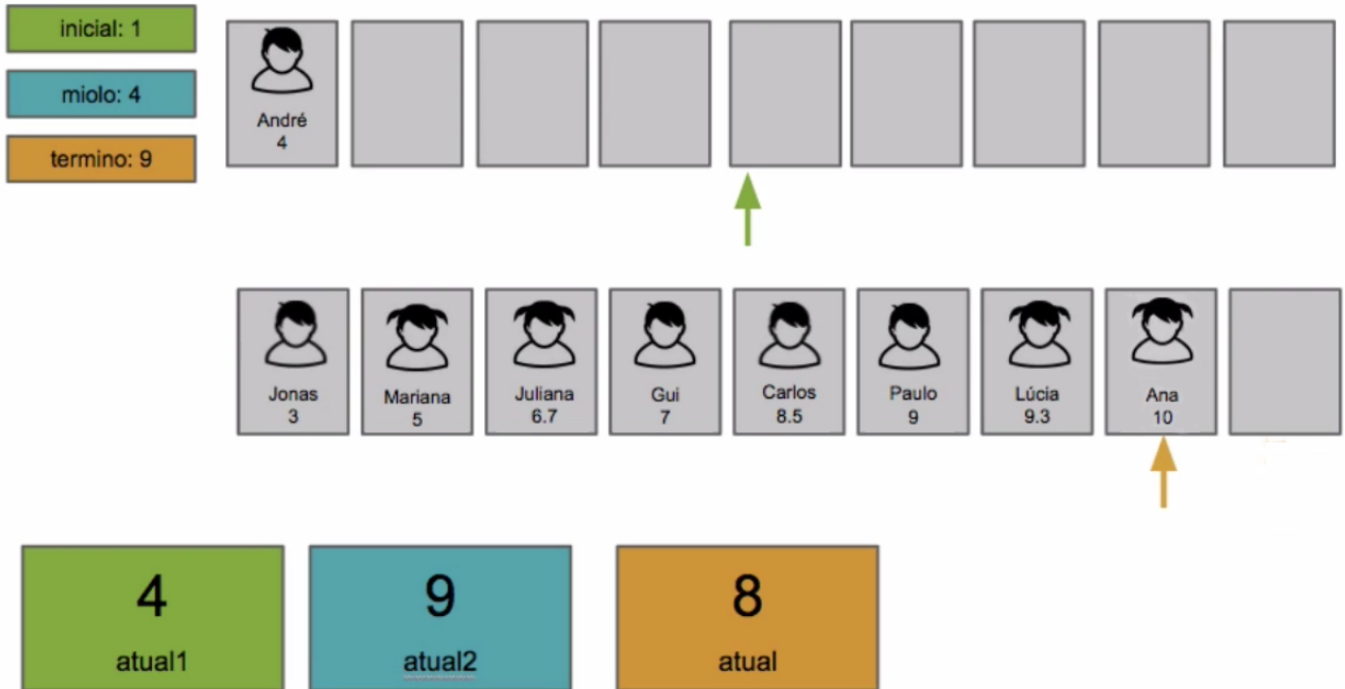 inicial: 1
miolo: 4
termino: 9
André
4
Jonas
3
Mariana
5
Juliana
6.7
Gui
7
Carlos
8.5
Paulo
9
Lúcia
9.3
Ana
10
4
atual1
9
atual2
8
atual